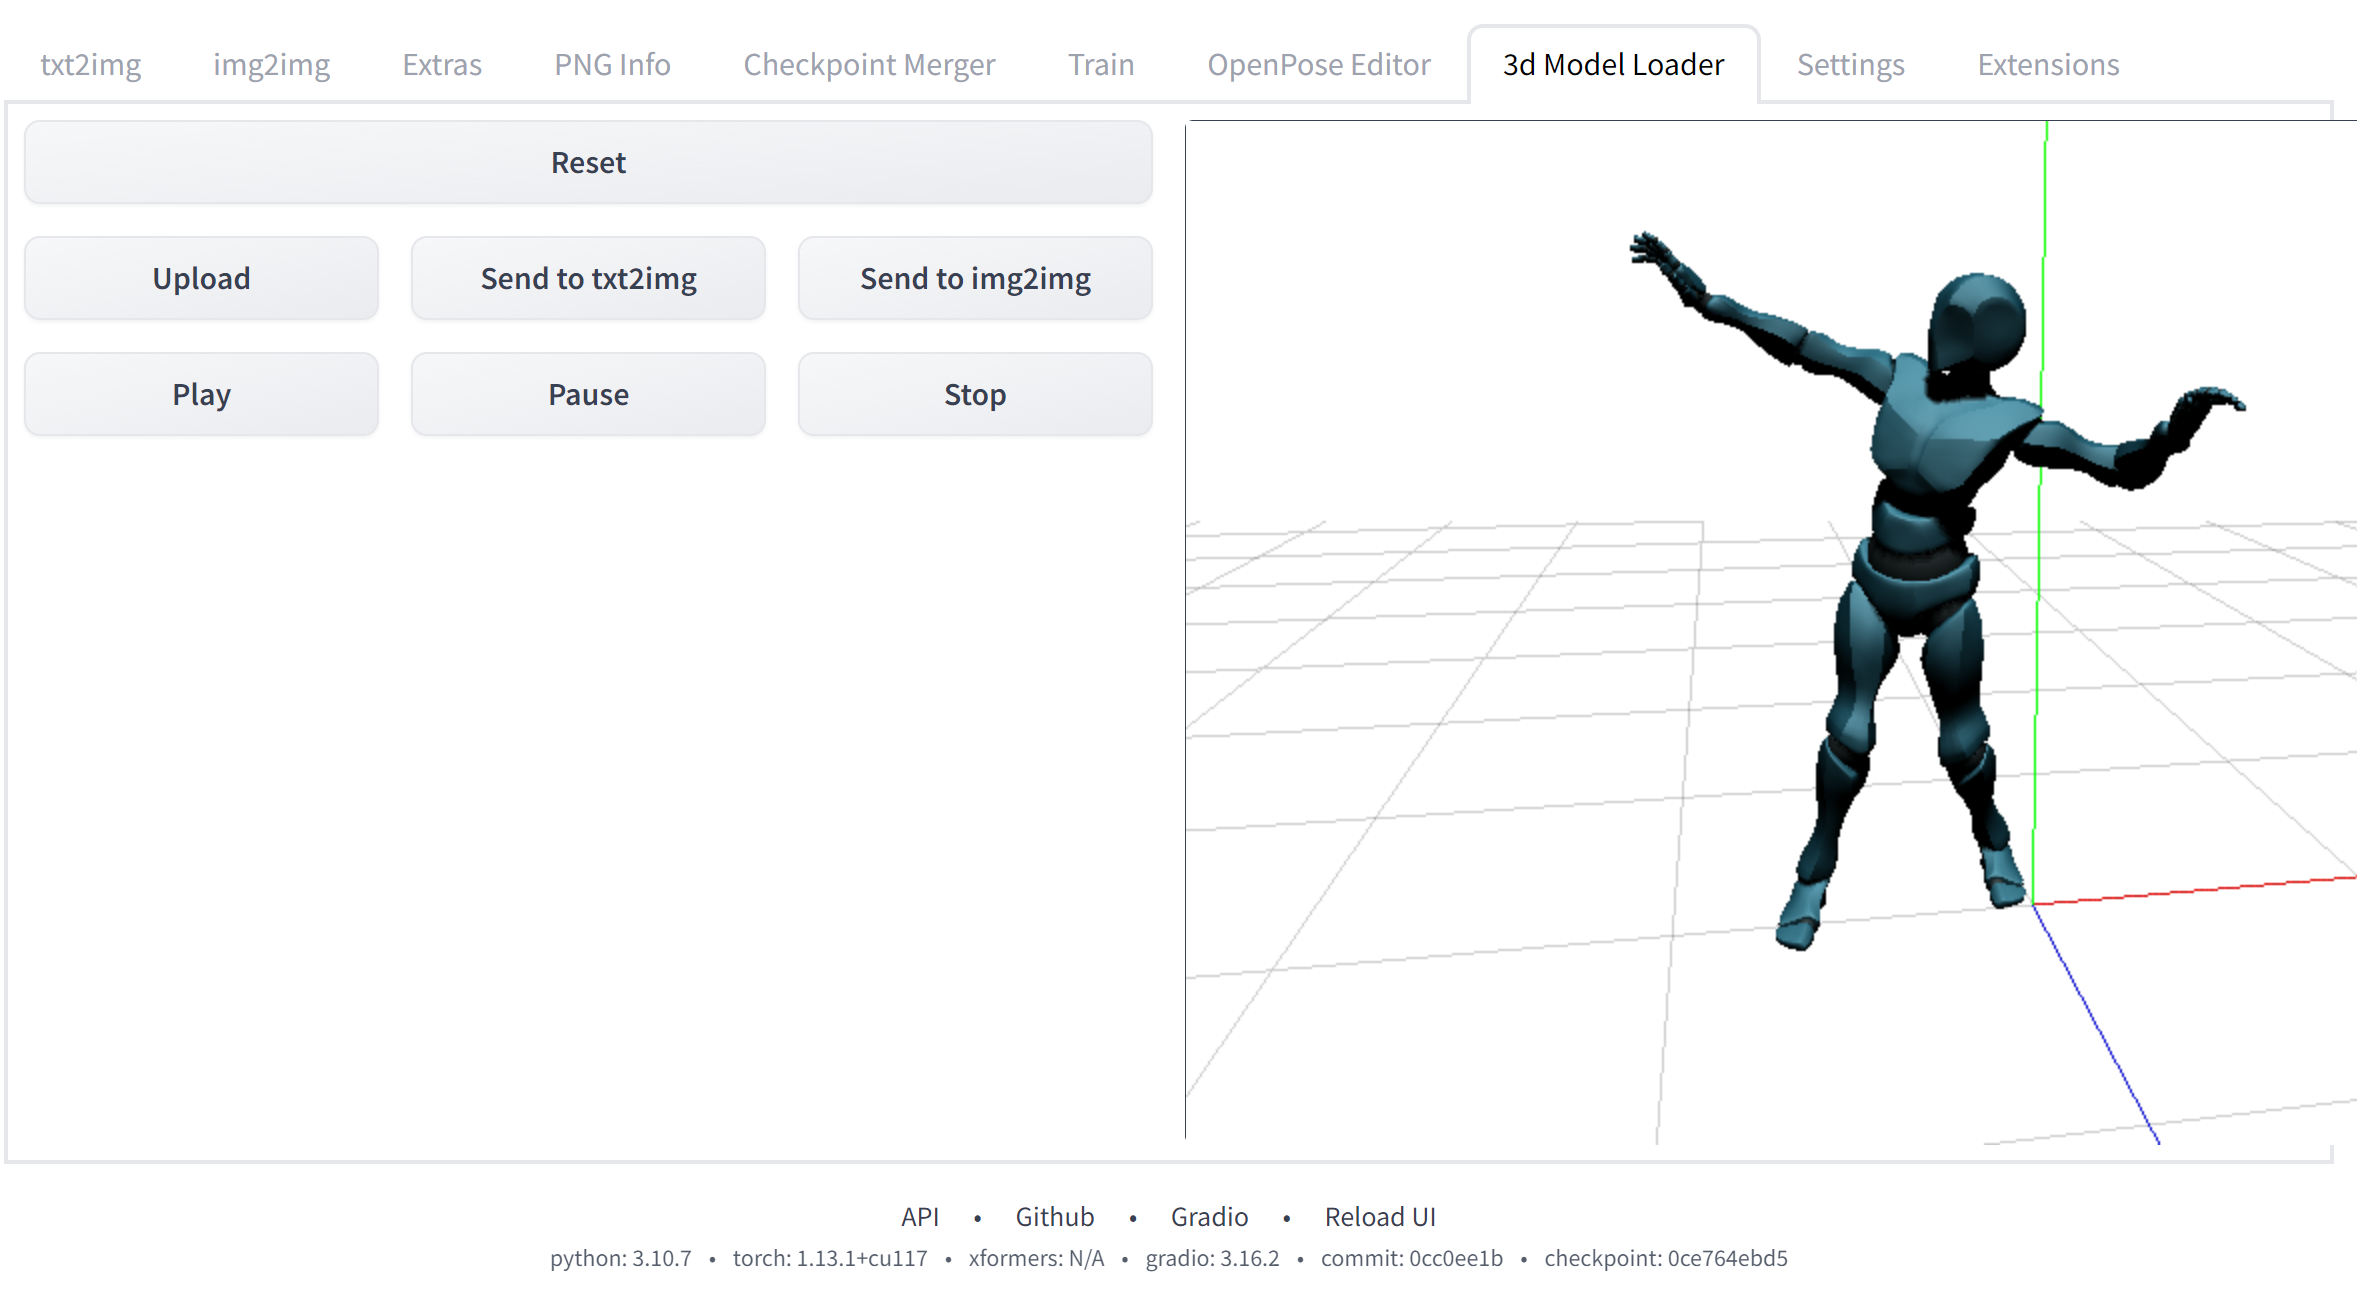 txt2img img2img Extras PNG Info Checkpoint Merger Train OpenPose Editor 3d Model Loader Settings Extensions
Reset
Upload Send to txt2img Send to img2img
Play Pause Stop
API • Github • Gradio • Reload UI
python: 3.10.7 • torch: 1.13.1+cu117 • xformers: N/A • gradio: 3.16.2 • commit: 0cc0ee1b • checkpoint: 0ce764ebd5